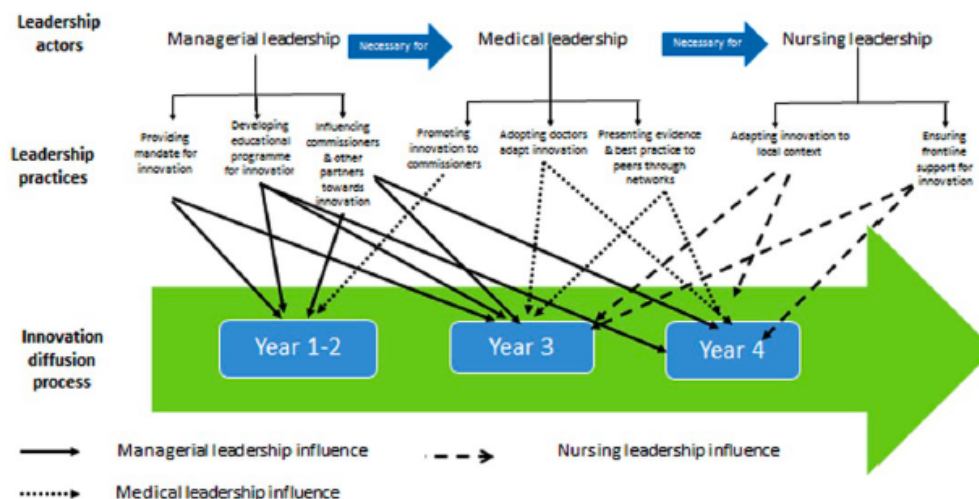 Leadership
actors
Managerial leadership
Necessary for
Medical leadership
Necessary for
Nursing leadership
Leadership
practices
Providing
mandate for
innovation
Developing
educational
programme
for innovation
Influencing
commissioners
& other
partners
towards
innovation
Promoting
innovation to
commissioners
Adopting doctors
adapt innovation
Presenting evidence
& best practice to
peers through
networks
Adapting innovation to
local context
Ensuring
frontline
support for
innovation
Innovation
diffusion
process
Year 1-2
Year 3
Year 4
Managerial leadership influence
Nursing leadership influence
Medical leadership influence